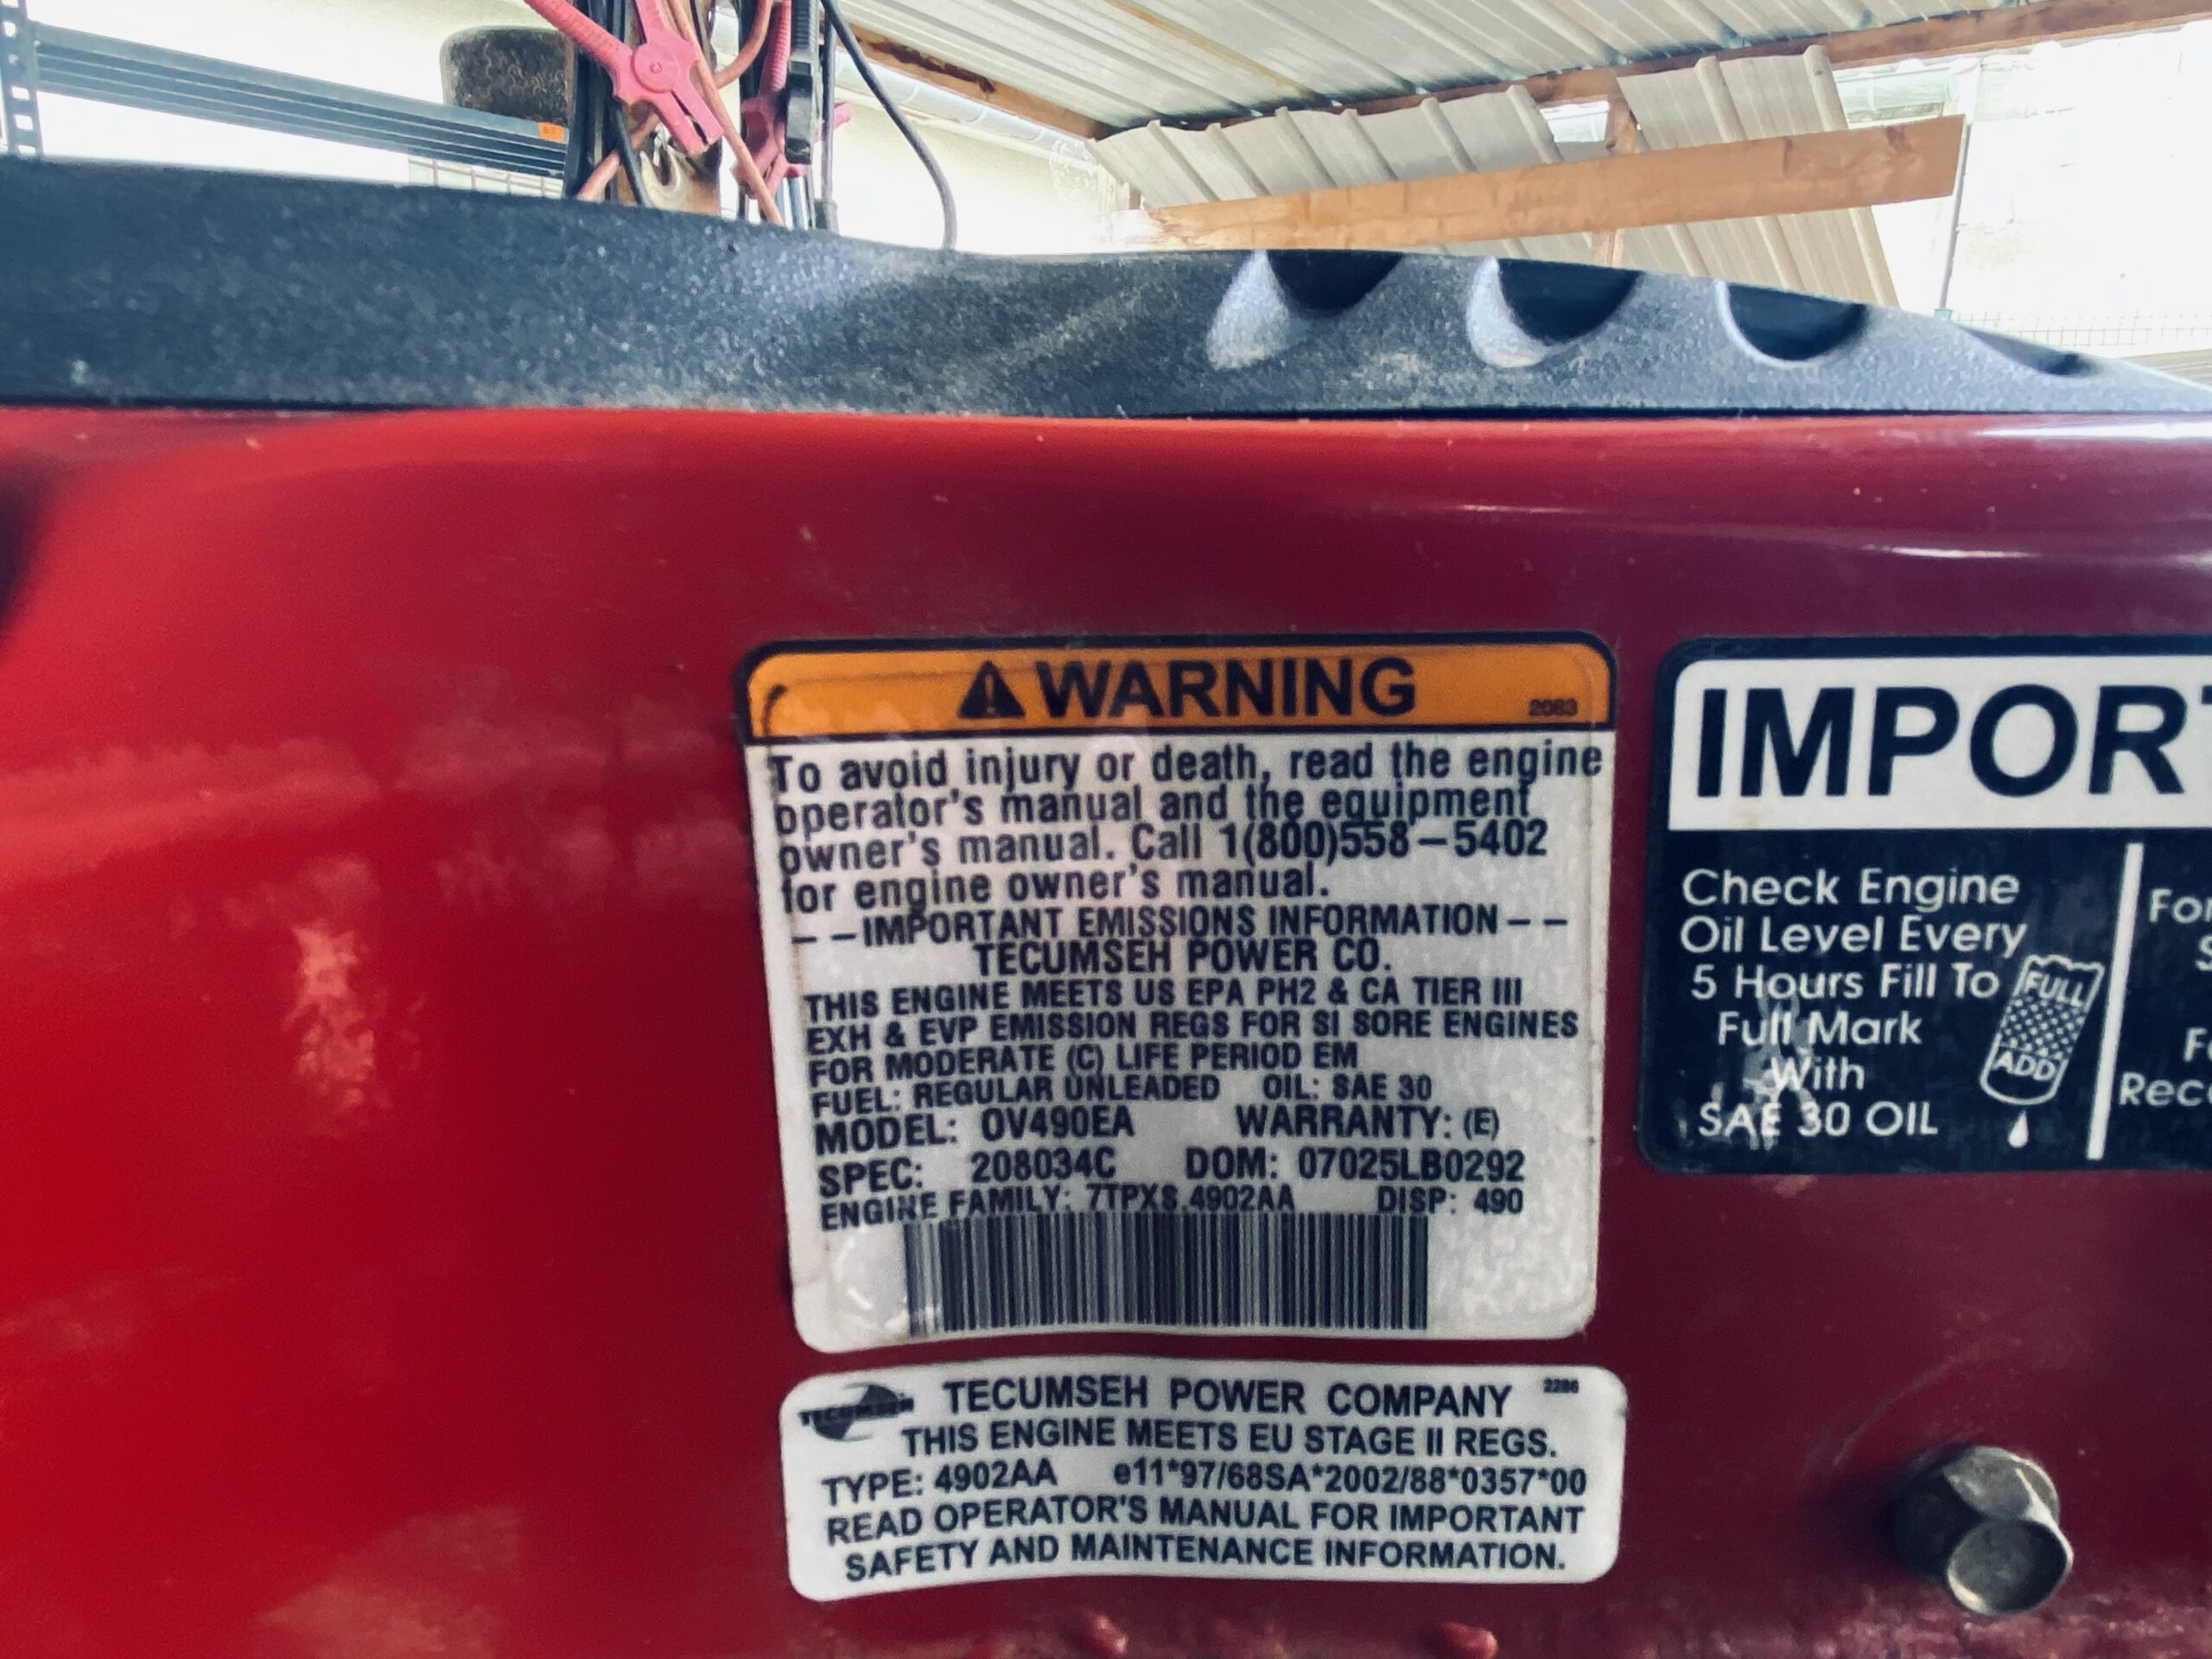 WARNING
2083
To avoid injury or death, read the engine
operator's manual and the equipment
owner's manual. Call 1(800)558-5402
for engine owner's manual.
--IMPORTANT EMISSIONS INFORMATION--
TECUMSEH POWER CO.
THIS ENGINE MEETS US EPA PH2 & CA TIER III
EXH & EVP EMISSION REGS FOR SI SORE ENGINES
FOR MODERATE (C) LIFE PERIOD EM
FUEL: REGULAR UNLEADED OIL: SAE 30
MODEL: OV490EA WARRANTY: (E)
SPEC: 208034C DOM: 07025LB0292
ENGINE FAMILY: 7TPXS.4902AA DISP: 490
TECUMSEH
TECUMSEH POWER COMPANY
THIS ENGINE MEETS EU STAGE II REGS.
TYPE: 4902AA e11*97/68SA*2002/88*0357*00
READ OPERATOR'S MANUAL FOR IMPORTANT
SAFETY AND MAINTENANCE INFORMATION.
IMPOR
Check Engine
Oil Level Every
5 Hours Fill To
Full Mark
With
SAE 30 OIL
FULL
ADD
For
Rec